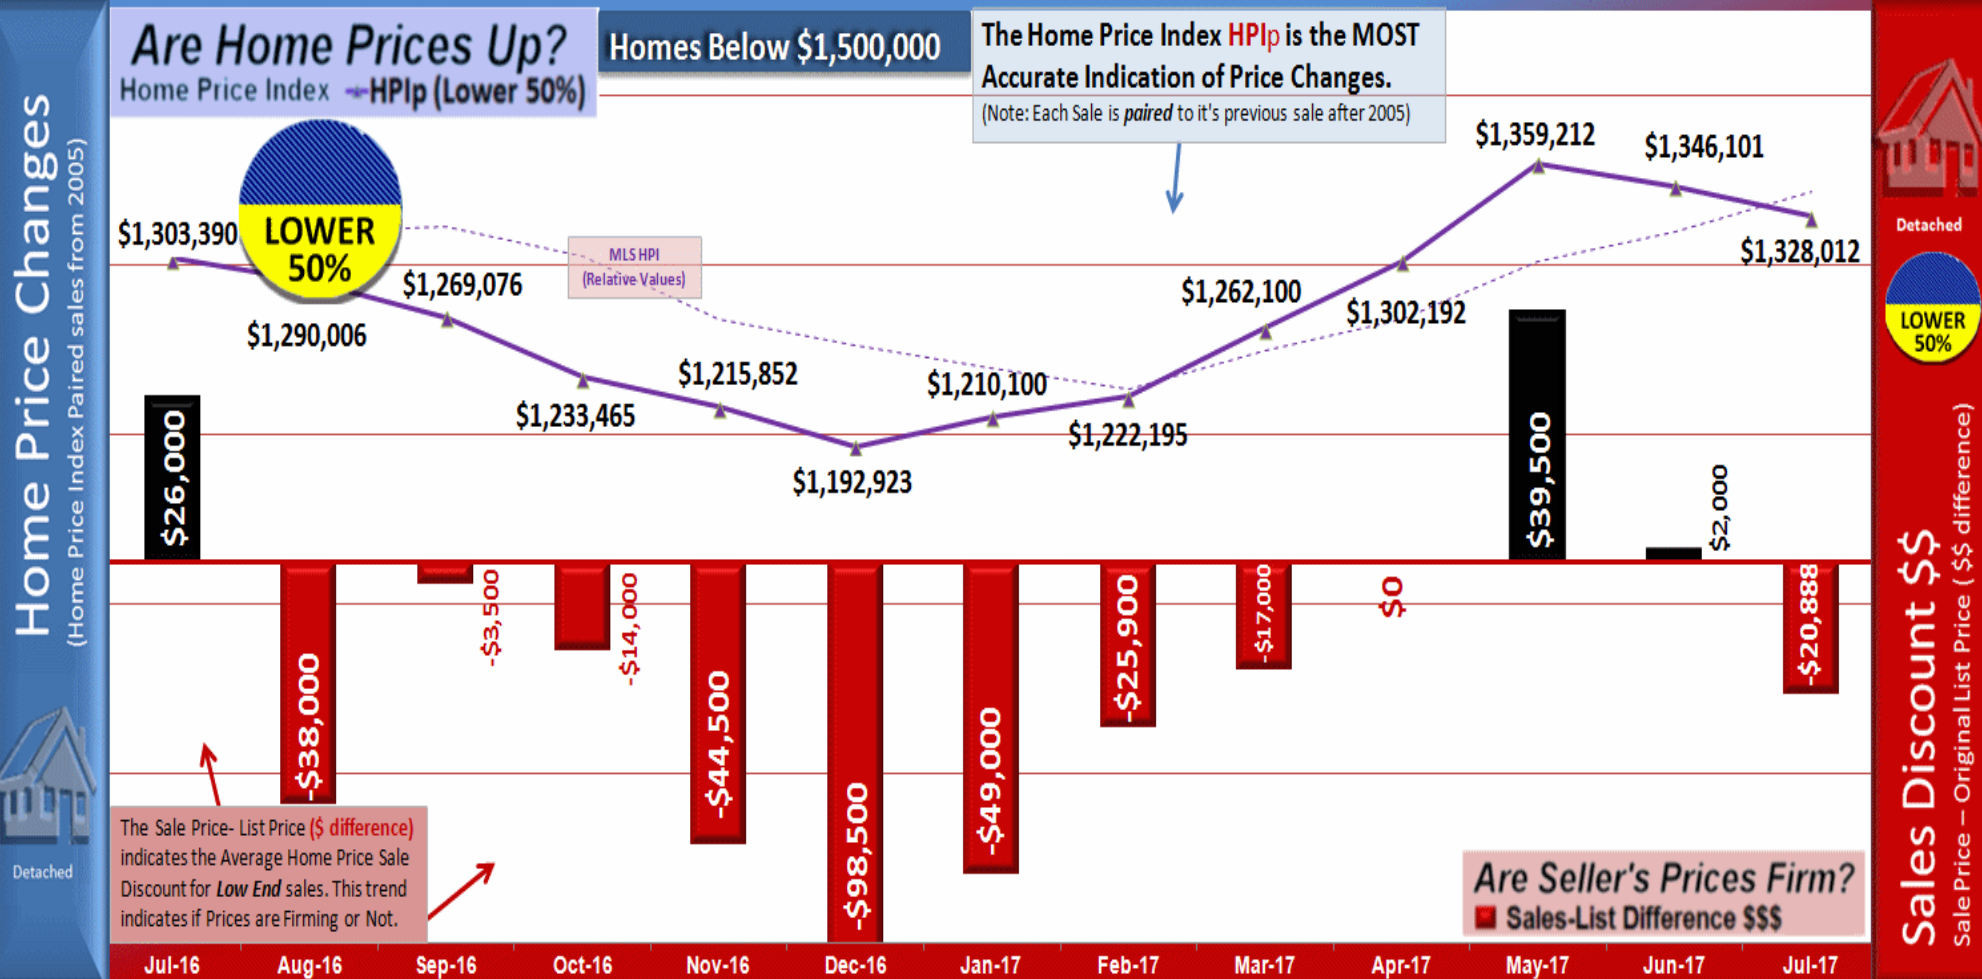 Are Home Prices Up?
Home Price Index HPIp (Lower 50%)
Homes Below $1,500,000
The Home Price Index HPIp is the MOST
Accurate Indication of Price Changes.
(Note: Each Sale is paired to it's previous sale after 2005)
Home Price Changes
(Home Price Index Paired sales from 2005)
Detached
LOWER
50%
MLS HPI
(Relative Values)
$1,303,390
$1,290,006
$1,269,076
$1,233,465
$1,215,852
$1,192,923
$1,210,100
$1,222,195
$1,262,100
$1,302,192
$1,359,212
$1,346,101
$1,328,012
$26,000
-$38,000
-$3,500
-$14,000
-$44,500
-$98,500
-$49,000
-$25,900
-$17,000
$0
$39,500
$2,000
-$20,888
The Sale Price- List Price ($ difference)
indicates the Average Home Price Sale
Discount for Low End sales. This trend
indicates if Prices are Firming or Not.
Are Seller's Prices Firm?
Sales-List Difference $$$
Jul-16 Aug-16 Sep-16 Oct-16 Nov-16 Dec-16 Jan-17 Feb-17 Mar-17 Apr-17 May-17 Jun-17 Jul-17
Detached
LOWER
50%
Sales Discount $$
Sale Price – Original List Price ( $$ difference)